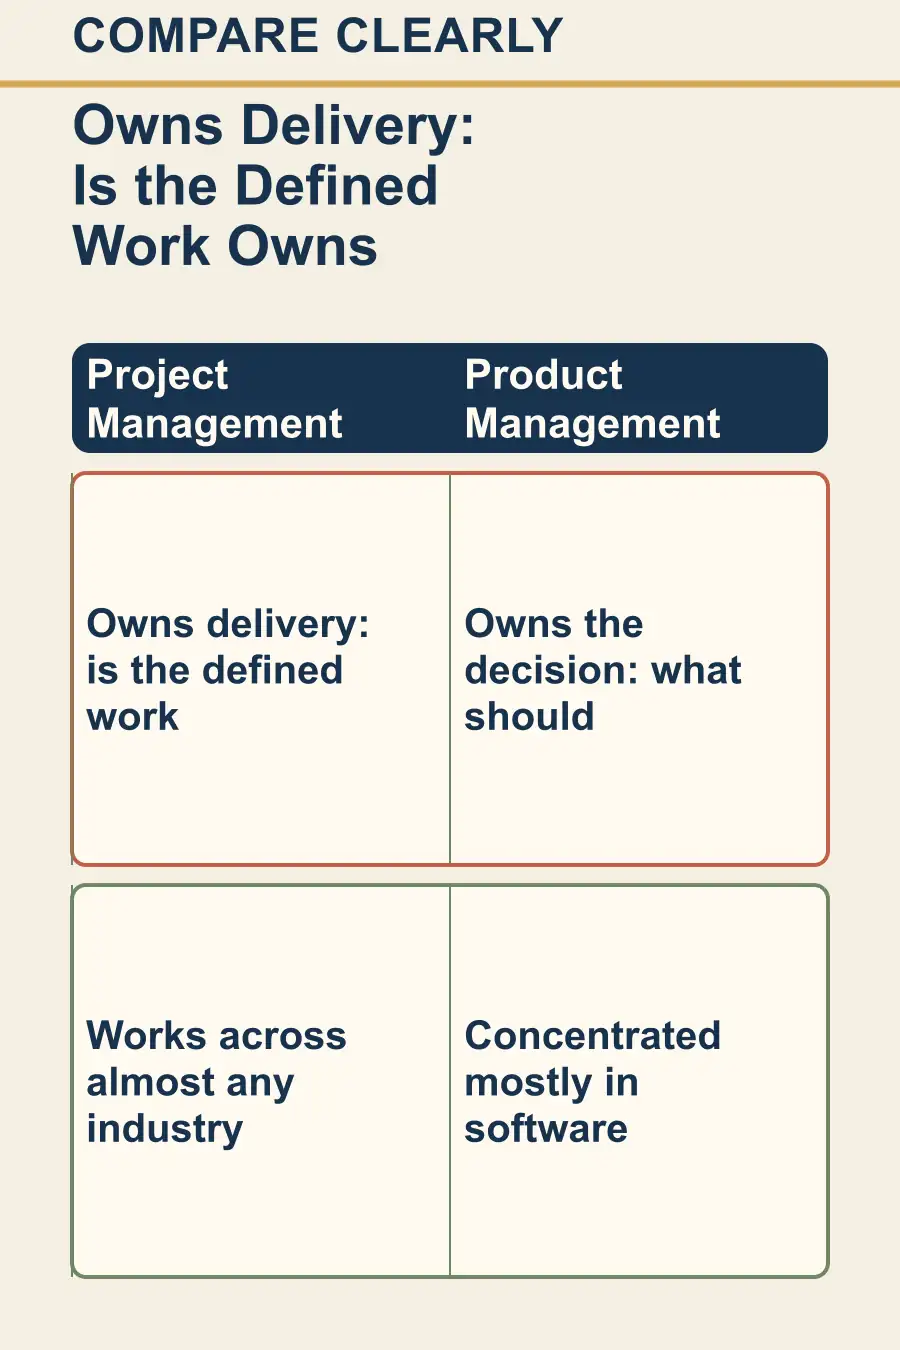 COMPARE CLEARLY
Owns Delivery:
Is the Defined
Work Owns
Project
Management
Product
Management
Owns delivery:
is the defined
work
Owns the
decision: what
should
Works across
almost any
industry
Concentrated
mostly in
software